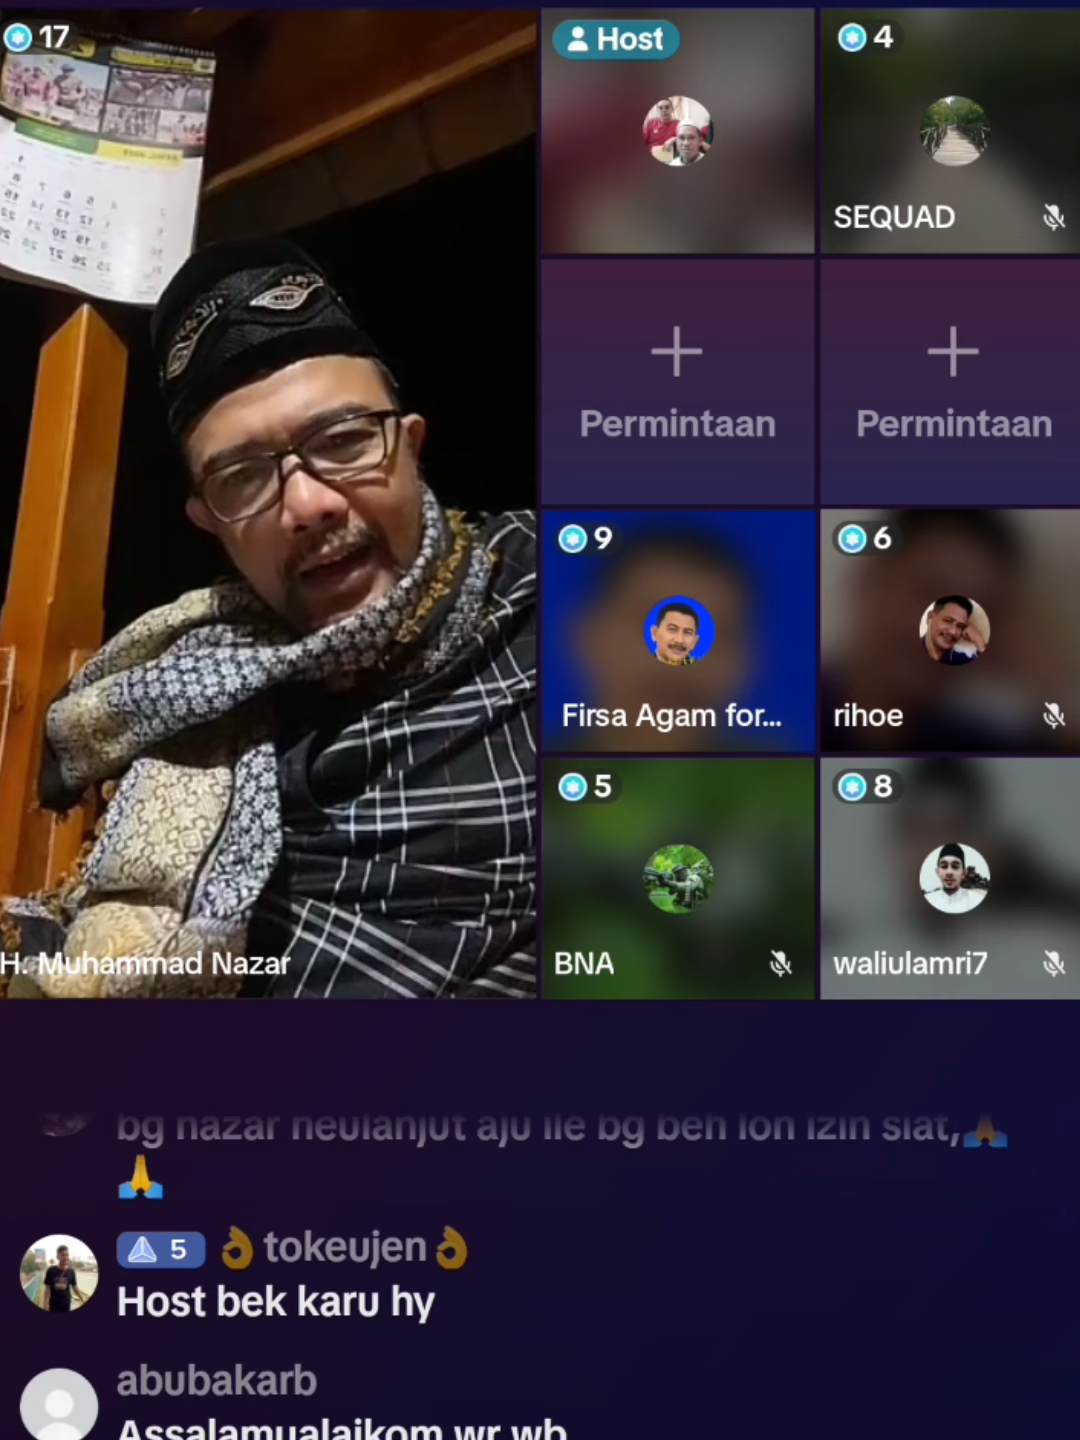 17
Host
4
SEQUAD
Permintaan
Permintaan
9
6
Firsa Agam for...
rihoe
5
8
H. Muhammad Nazar
BNA
waliulamri7
bg nazar neulanjut aju ile bg beh lon izin siat,🙏
🙏
5 👌tokeujen👌
Host bek karu hy
abubakarb
Assalamualaikom wr wb